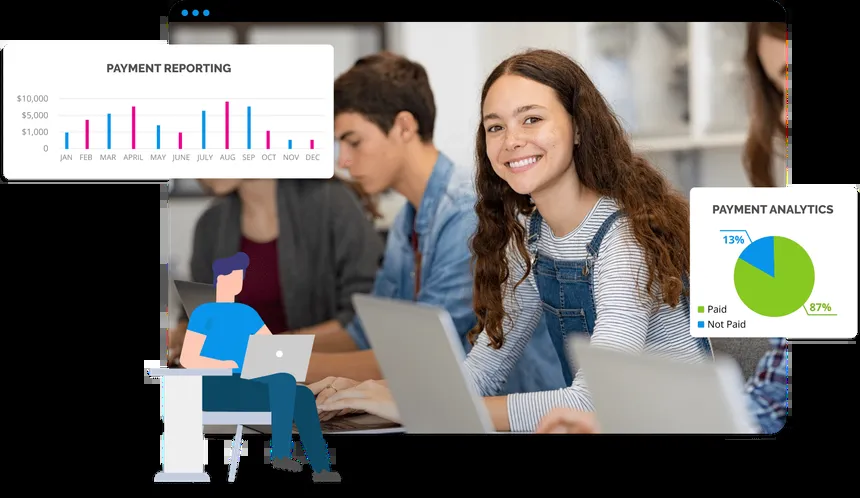 PAYMENT REPORTING
$10,000
$5,000
$1,000
0
JAN FEB MAR APRIL MAY JUNE JULY AUG SEP OCT NOV DEC
PAYMENT ANALYTICS
13%
87%
Paid
Not Paid